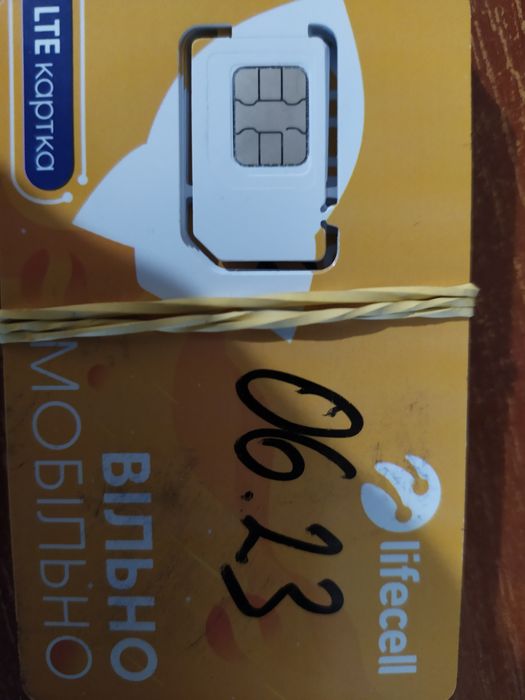 LTE картка
lifecell
06.23
ВІЛЬНО
МОБІЛЬНО